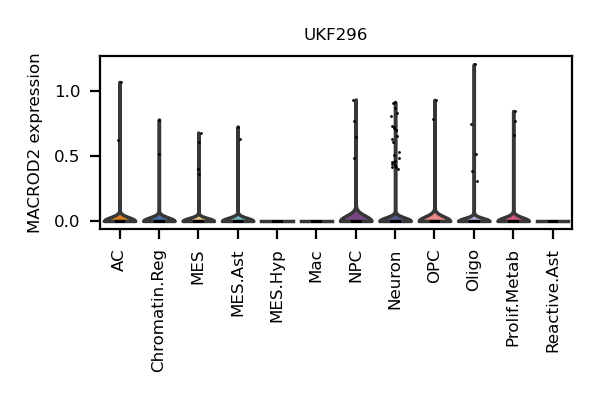 UKF296
MACROD2 expression
1.0
0.5
0.0
AC
Chromatin.Reg
MES
MES.Ast
MES.Hyp
Mac
NPC
Neuron
OPC
Oligo
Prolif.Metab
Reactive.Ast